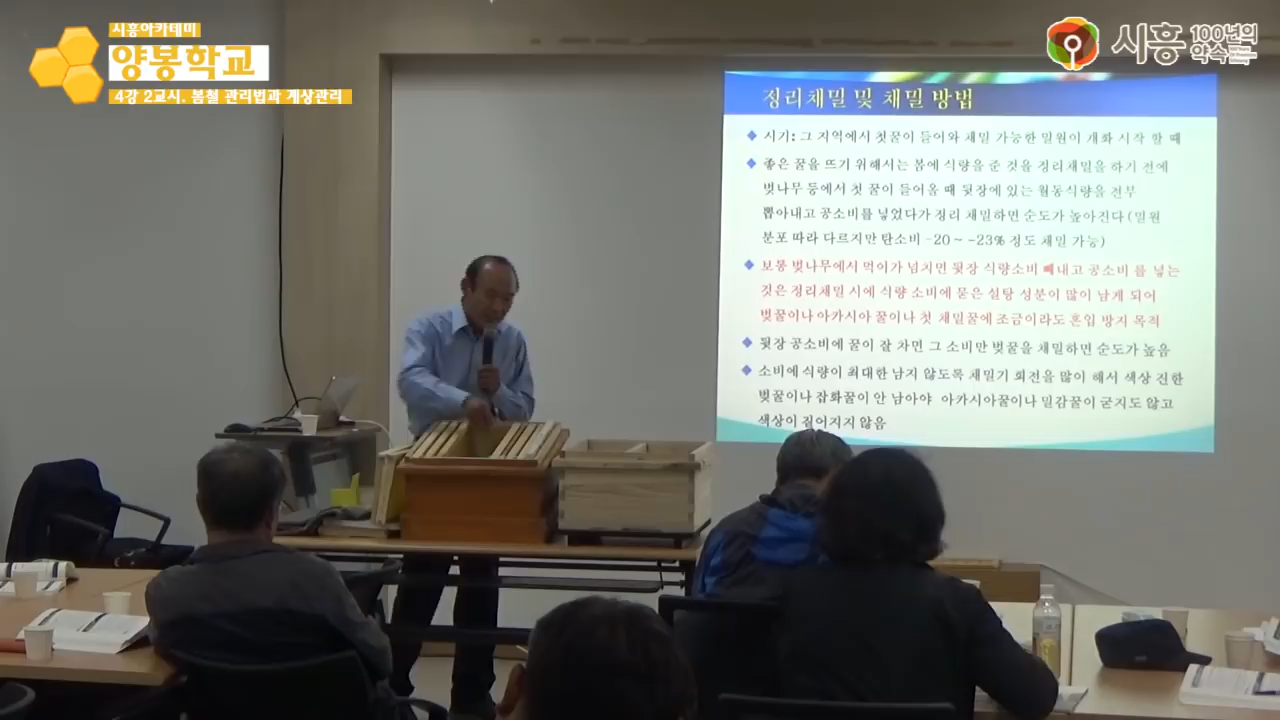 시흥아카데미
양봉학교
4강 2교시. 봄철 관리법과 계상관리
시흥
100년의
약속
정리채밀 및 채밀 방법
시기: 그 지역에서 첫꿀이 들어와 채밀 가능한 밀원이 개화 시작 할 때
좋은 꿀을 뜨기 위해서는 봄에 식량을 준 것을 정리채밀을 하기 전에
벚나무 등에서 첫 꿀이 들어올 때 뒷장에 있는 월동식량을 전부
뽑아내고 공소비를 넣었다가 정리 채밀하면 순도가 높아진다 (밀원
분포 따라 다르지만 탄소비 -20 ~ -23% 정도 채밀 가능)
보통 벚나무에서 먹이가 넘치면 뒷장 식량소비 빼내고 공소비 를 넣는
것은 정리채밀 시에 식량 소비에 묻은 설탕 성분이 많이 남게 되어
벚꿀이나 아카시아 꿀이나 첫 채밀꿀에 조금이라도 혼입 방지 목적
뒷장 공소비에 꿀이 잘 차면 그 소비만 벚꿀을 채밀하면 순도가 높음
소비에 식량이 최대한 남지 않도록 채밀기 회전을 많이 해서 색상 진한
벚꿀이나 잡화꿀이 안 남아야 아카시아꿀이나 밀감꿀이 굳지도 않고
색상이 짙어지지 않음